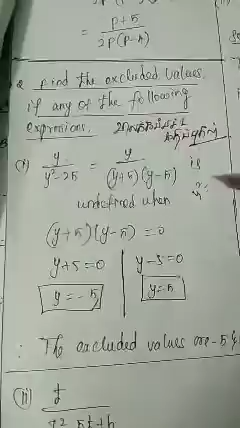 p+5
= ─────
2p(p-5)
2 Find the excluded values,
if any of the following
expressions.
(i) y/(y²-25) = y/((y+5)(y-5)) is
undefined when
(y+5)(y-5)=0
y+5=0 | y-5=0
y=-5 | y=5
∴ The excluded values are -5 &
(ii) t